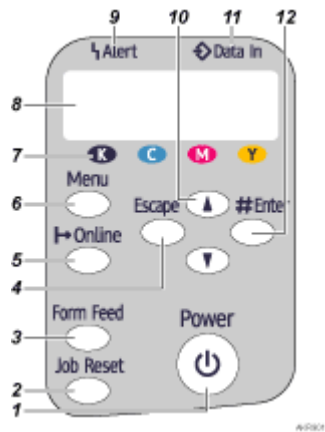 9 10 11 12
Alert Data In
8
7 K C M Y
Menu
6 Escape #Enter
Online
5
4
Form Feed Power
3
Job Reset
2
1